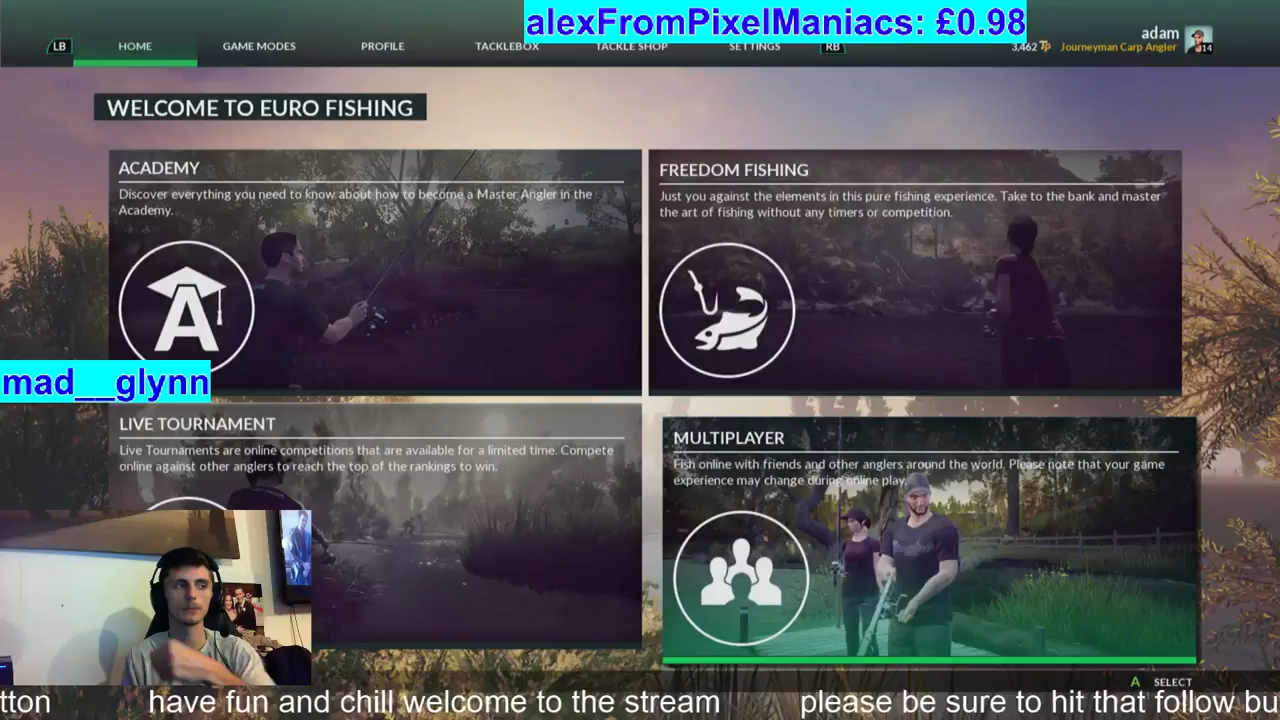 alexFromPixelManiacs: £0.98
LB
HOME
GAME MODES
PROFILE
TACKLEBOX
TACKLE SHOP
SETTINGS
RB
3,462 TP
adam
Journeyman Carp Angler
14
WELCOME TO EURO FISHING
ACADEMY
Discover everything you need to know about how to become a Master Angler in the
Academy.
A
FREEDOM FISHING
Just you against the elements in this pure fishing experience. Take to the bank and master
the art of fishing without any timers or competition.
mad__glynn
LIVE TOURNAMENT
Live Tournaments are online competitions that are available for a limited time. Compete
online against other anglers to reach the top of the rankings to win.
MULTIPLAYER
Fish online with friends and other anglers around the world. Please note that your game
experience may change during online play.
A SELECT
tton have fun and chill welcome to the stream please be sure to hit that follow bu